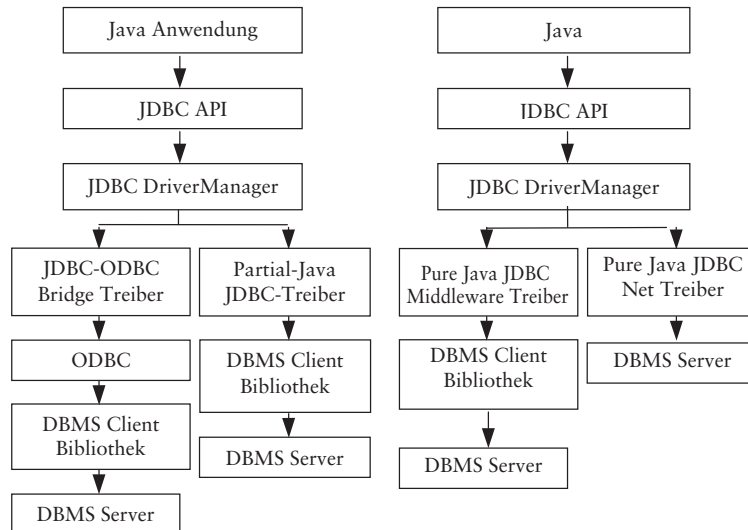 Java Anwendung
JDBC API
JDBC DriverManager
JDBC-ODBC
Bridge Treiber
ODBC
DBMS Client
Bibliothek
DBMS Server
Partial-Java
JDBC-Treiber
DBMS Client
Bibliothek
DBMS Server
Java
JDBC API
JDBC DriverManager
Pure Java JDBC
Middleware Treiber
DBMS Client
Bibliothek
DBMS Server
Pure Java JDBC
Net Treiber
DBMS Server